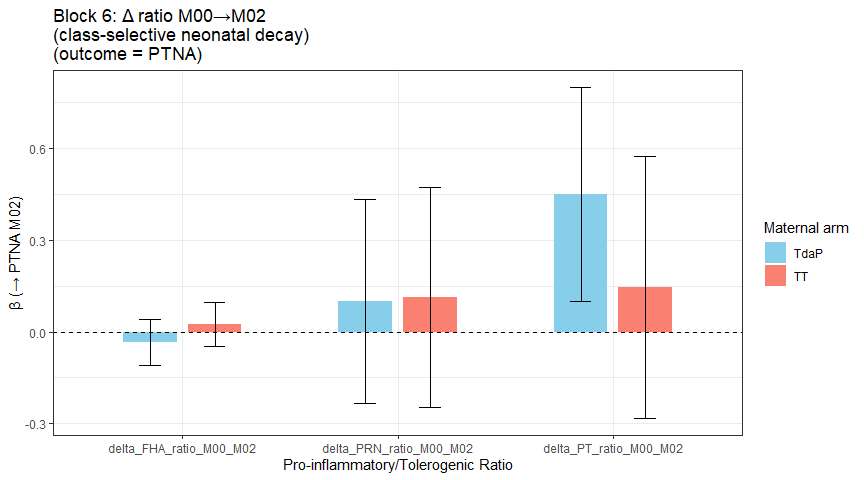 Block 6: Δ ratio M00→M02
(class-selective neonatal decay)
(outcome = PTNA)
β (→ PTNA M02)
0.6
0.3
0.0
-0.3
delta_FHA_ratio_M00_M02
delta_PRN_ratio_M00_M02
delta_PT_ratio_M00_M02
Pro-inflammatory/Tolerogenic Ratio
Maternal arm
TdaP
TT